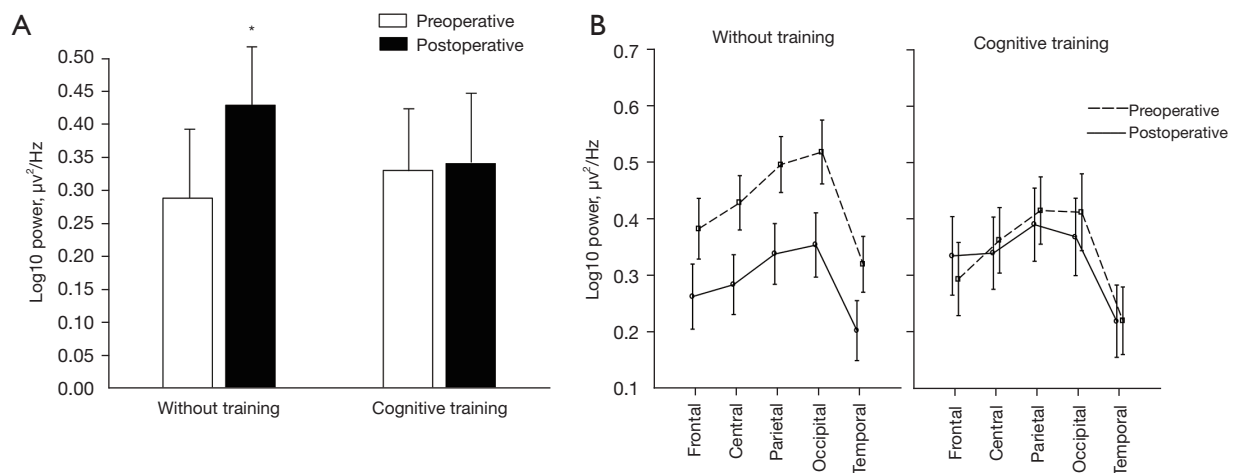 A
Preoperative
Postoperative
*
Log10 power, µv²/Hz
0.50
0.45
0.40
0.35
0.30
0.25
0.20
0.15
0.10
0.05
0.00
Without training
Cognitive training
B
Without training
Cognitive training
Preoperative
Postoperative
Log10 power, µv²/Hz
0.7
0.6
0.5
0.3
0.2
0.1
Frontal
Central
Parietal
Occipital
Temporal
Frontal
Central
Parietal
Occipital
Temporal